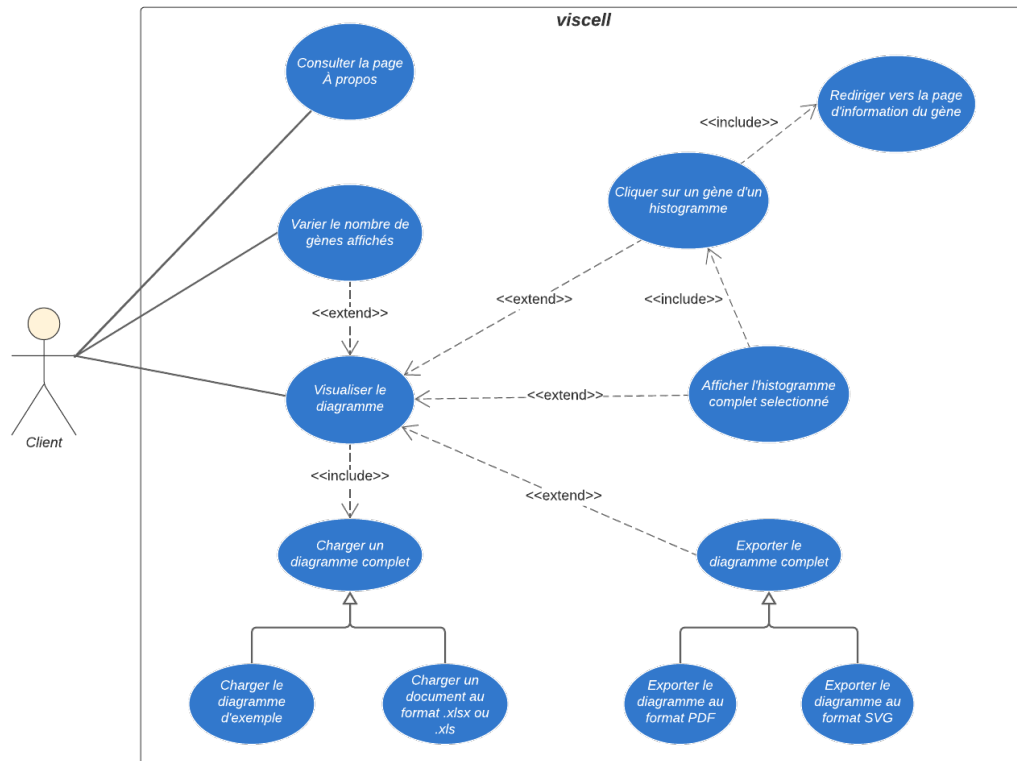 viscell
Consulter la page
À propos
Rediriger vers la page
d'information du gène
<<include>>
Cliquer sur un gène d'un
histogramme
Varier le nombre de
gènes affichés
<<extend>>
<<extend>>
<<include>>
Visualiser le
diagramme
<<extend>>
Afficher l'histogramme
complet selectionné
Client
<<include>>
<<extend>>
Charger un
diagramme complet
Exporter le
diagramme complet
Charger le
diagramme
d'exemple
Charger un
document au
format .xlsx ou
.xls
Exporter le
diagramme au
format PDF
Exporter le
diagramme au
format SVG